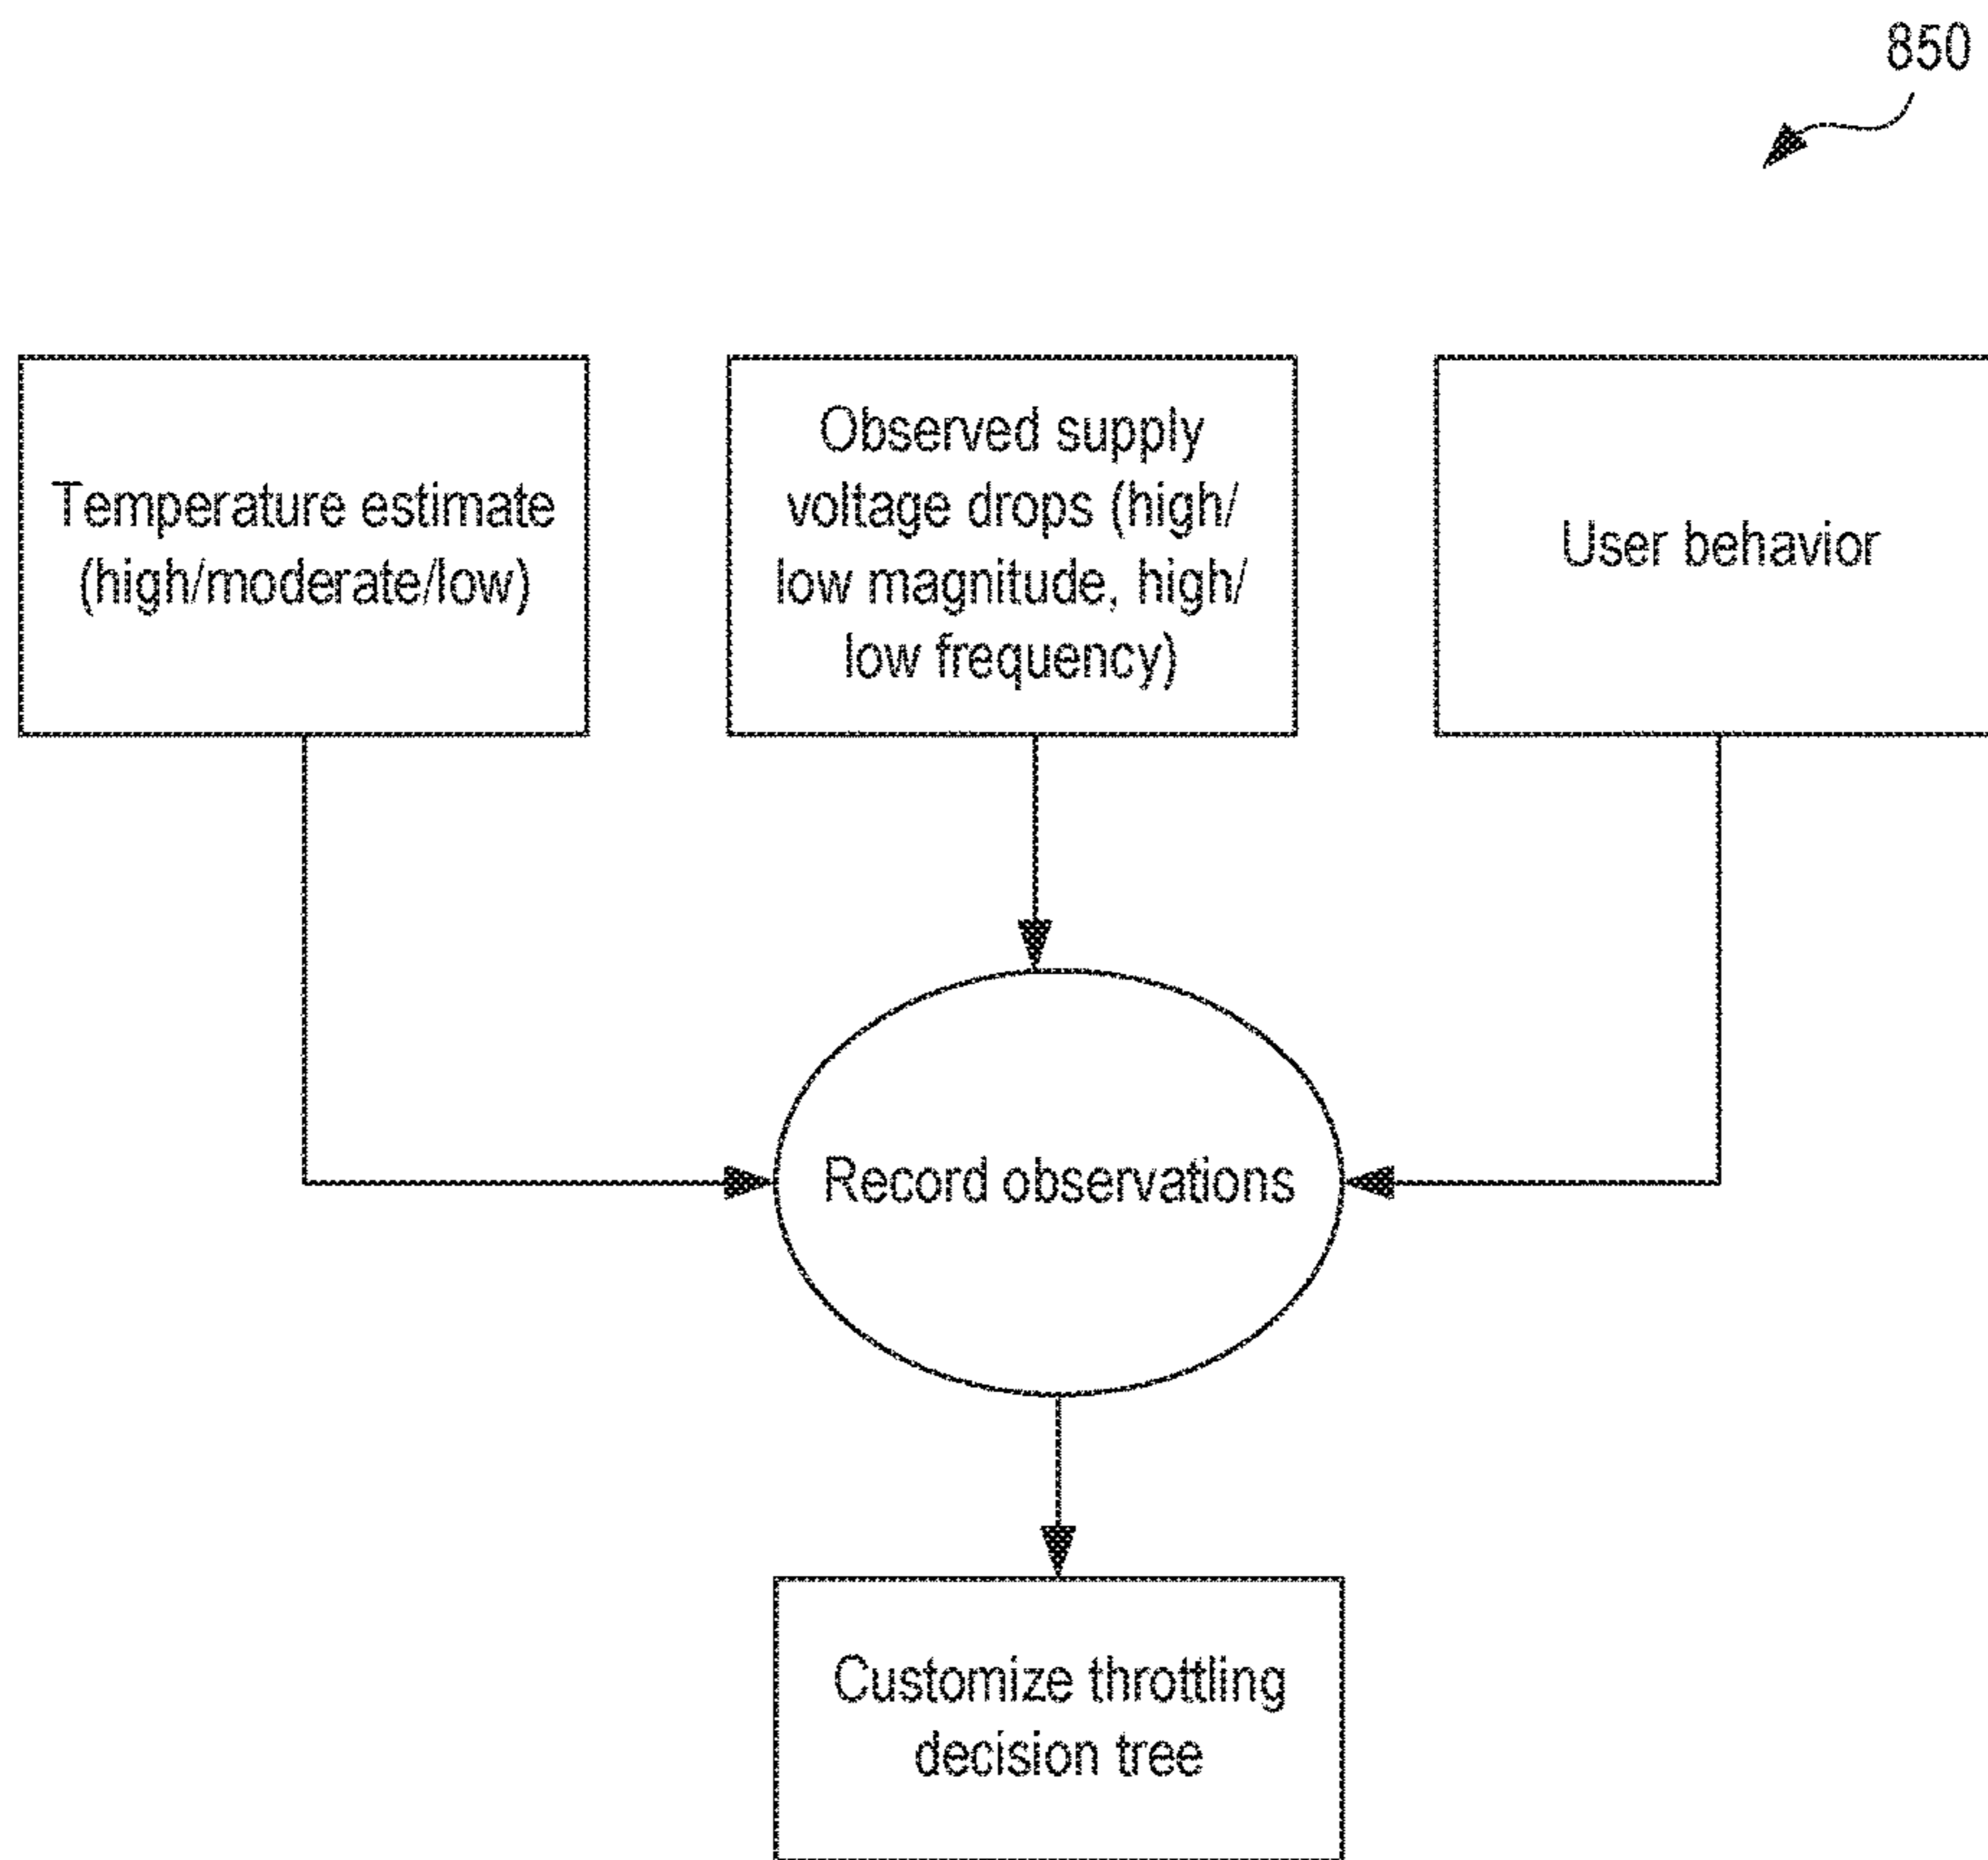 850
Temperature estimate
(high/moderate/low)
Observed supply
voltage drops (high/
low magnitude, high/
low frequency)
User behavior
Record observations
Customize throttling
decision tree